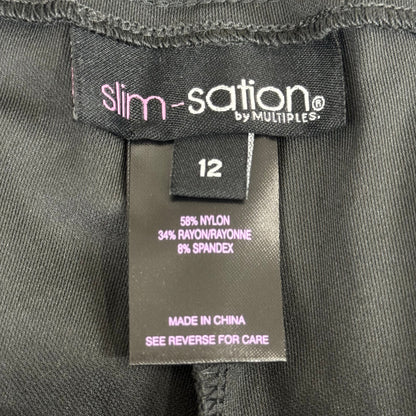 slim-sation®
by MULTIPLES.
12
58% NYLON
34% RAYON/RAYONNE
8% SPANDEX
MADE IN CHINA
SEE REVERSE FOR CARE